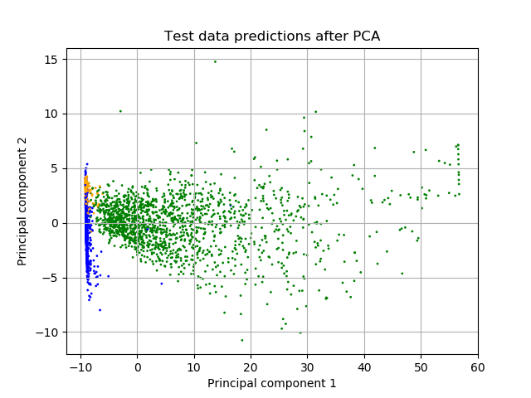 Test data predictions after PCA
15
10
5
0
−5
−10
Principal component 2
−10 0 10 20 30 40 50 60
Principal component 1